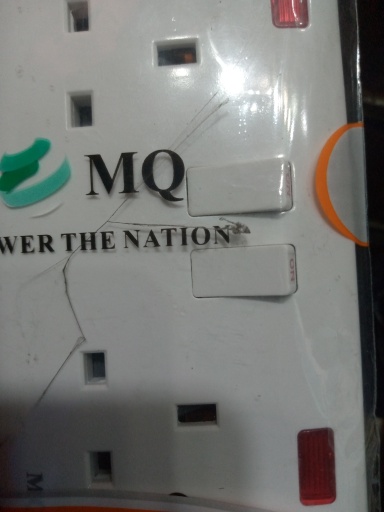 MQ
WER THE NATION
M